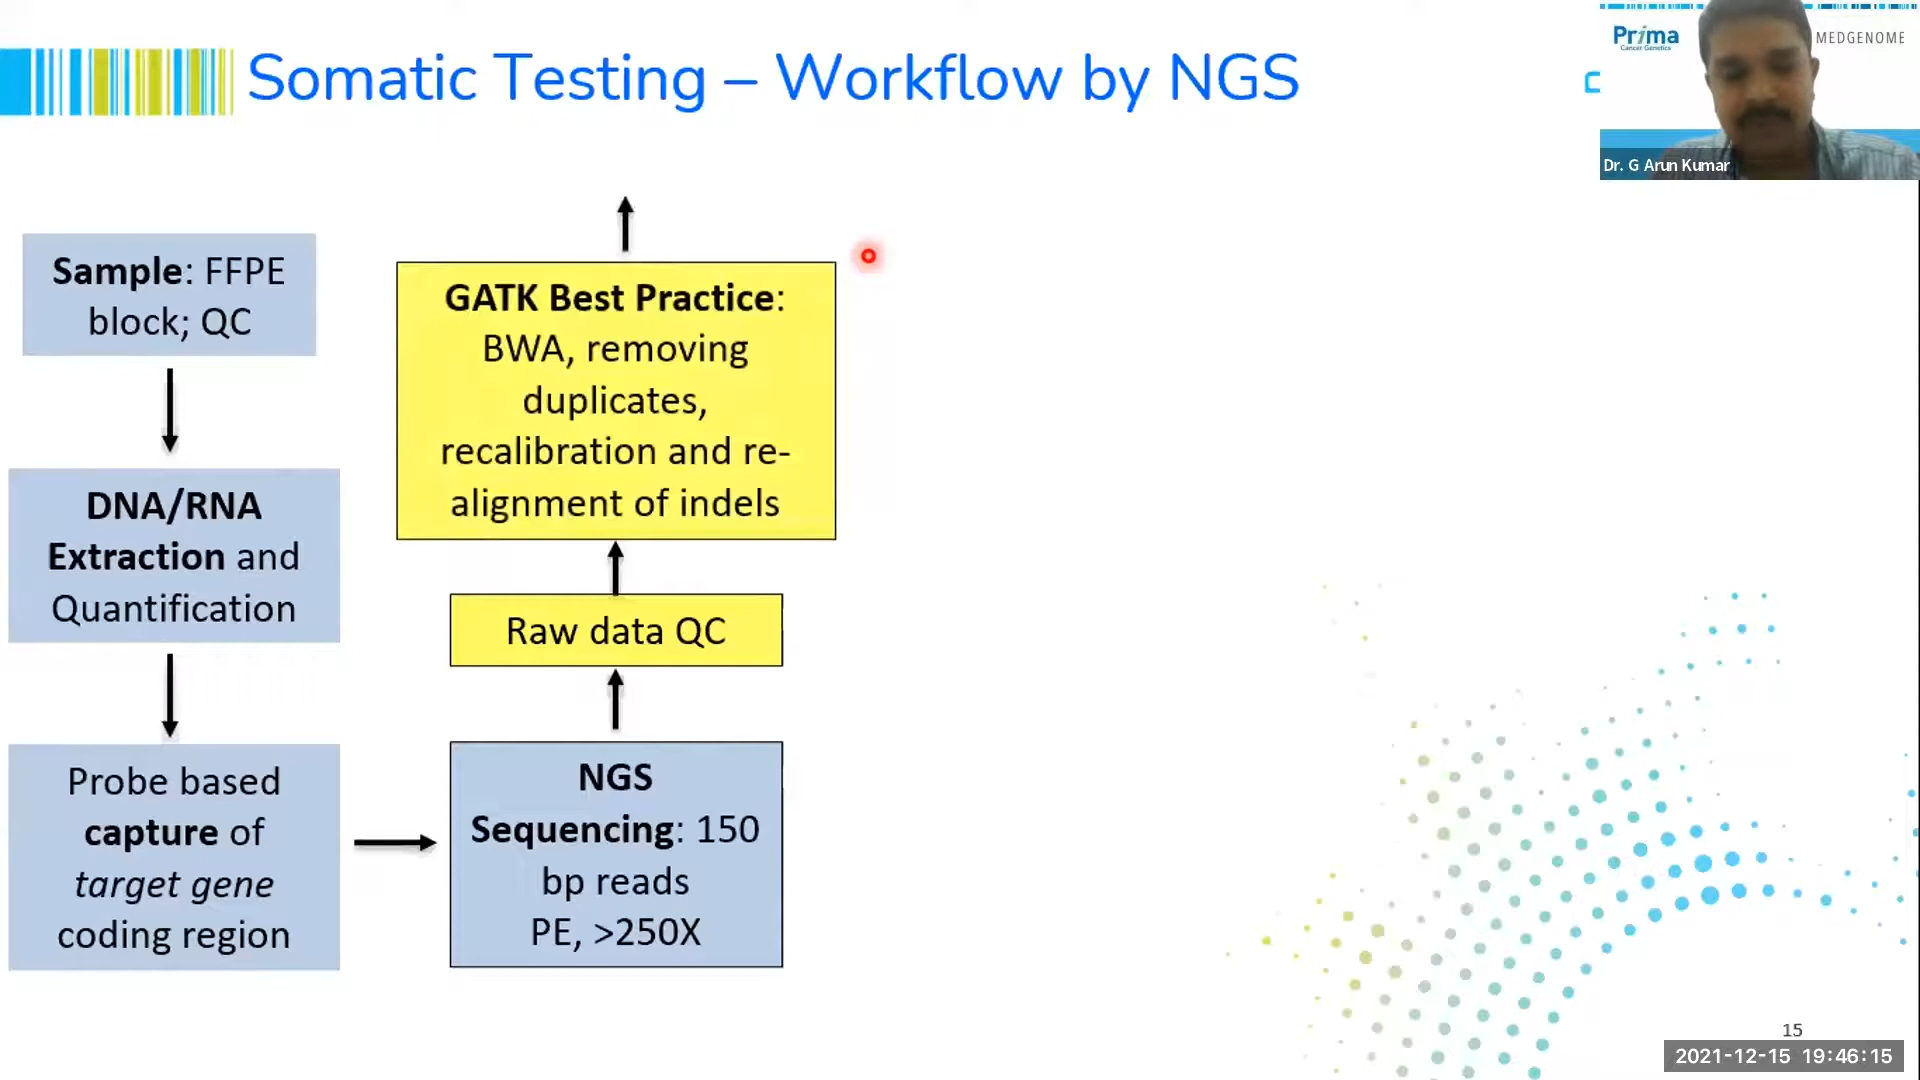 Somatic Testing – Workflow by NGS
Prima
Cancer Genetics
MEDGENOME
Dr. G Arun Kumar
Sample: FFPE
block; QC
DNA/RNA
Extraction and
Quantification
Probe based
capture of
target gene
coding region
GATK Best Practice:
BWA, removing
duplicates,
recalibration and re-
alignment of indels
Raw data QC
NGS
Sequencing: 150
bp reads
PE, >250X
15
2021-12-15 19:46:15